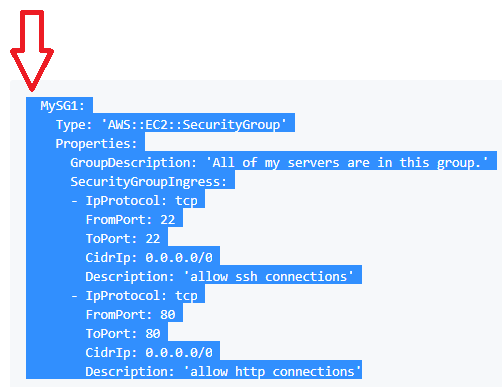 MySG1:
Type: 'AWS::EC2::SecurityGroup'
Properties:
GroupDescription: 'All of my servers are in this group.'
SecurityGroupIngress:
- IpProtocol: tcp
FromPort: 22
ToPort: 22
CidrIp: 0.0.0.0/0
Description: 'allow ssh connections'
- IpProtocol: tcp
FromPort: 80
ToPort: 80
CidrIp: 0.0.0.0/0
Description: 'allow http connections'